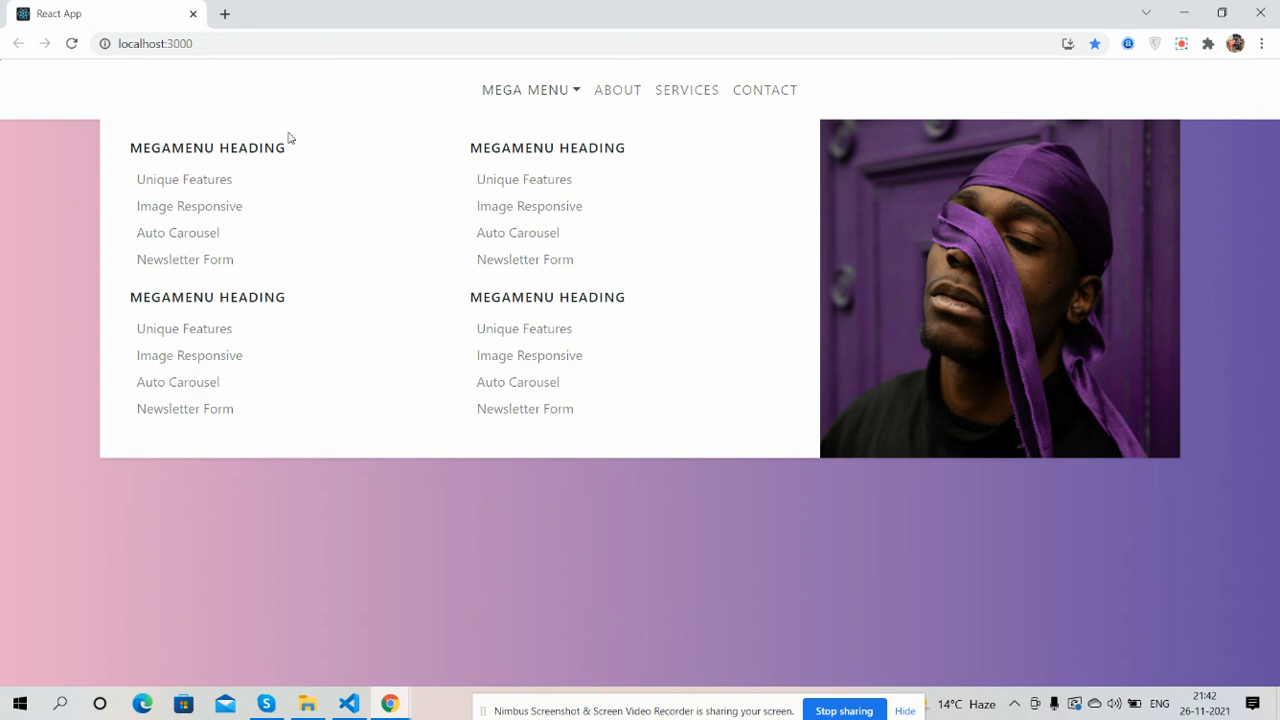 React App
localhost:3000
MEGA MENU ABOUT SERVICES CONTACT
MEGAMENU HEADING
Unique Features
Image Responsive
Auto Carousel
Newsletter Form
MEGAMENU HEADING
Unique Features
Image Responsive
Auto Carousel
Newsletter Form
MEGAMENU HEADING
Unique Features
Image Responsive
Auto Carousel
Newsletter Form
MEGAMENU HEADING
Unique Features
Image Responsive
Auto Carousel
Newsletter Form
Nimbus Screenshot & Screen Video Recorder is sharing your screen. Stop sharing Hide
14°C Haze
ENG
21:42
26-11-2021